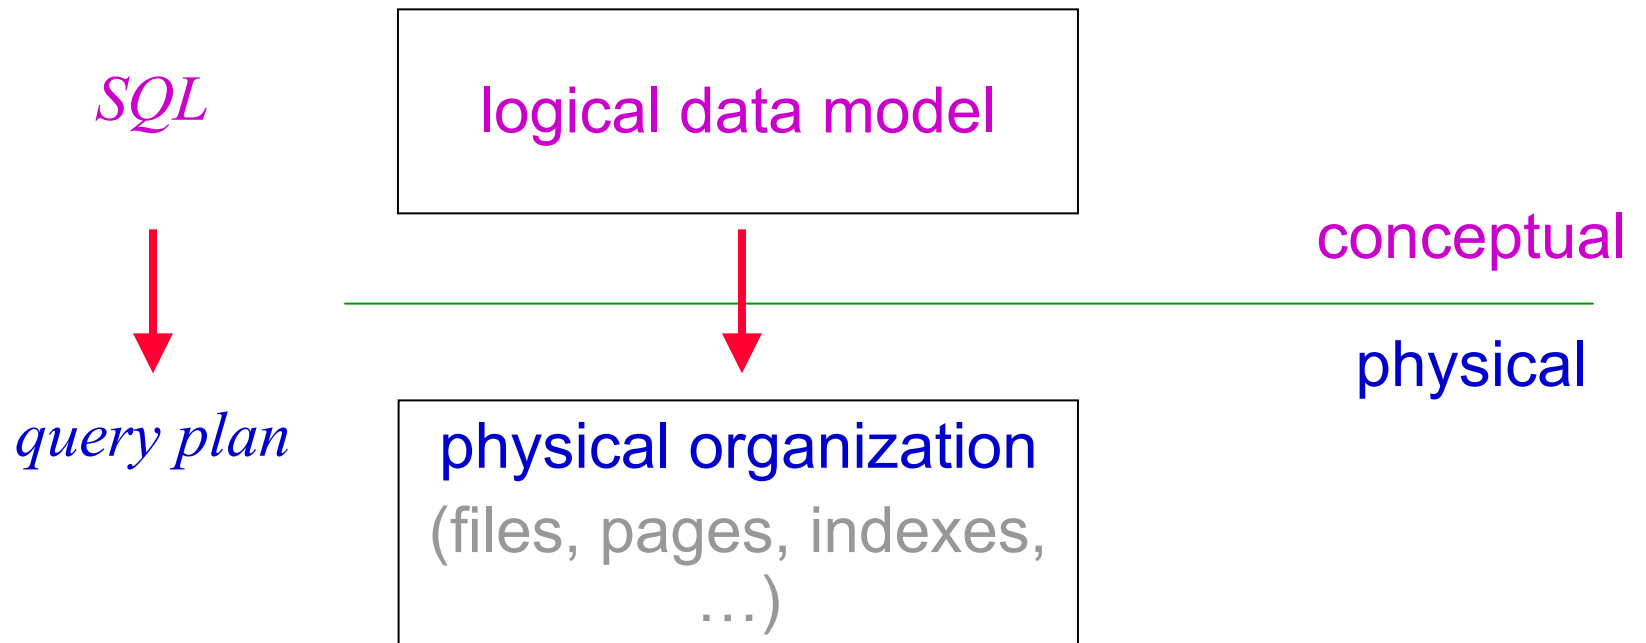 SQL
logical data model
conceptual
physical
query plan
physical organization
(files, pages, indexes,
…)